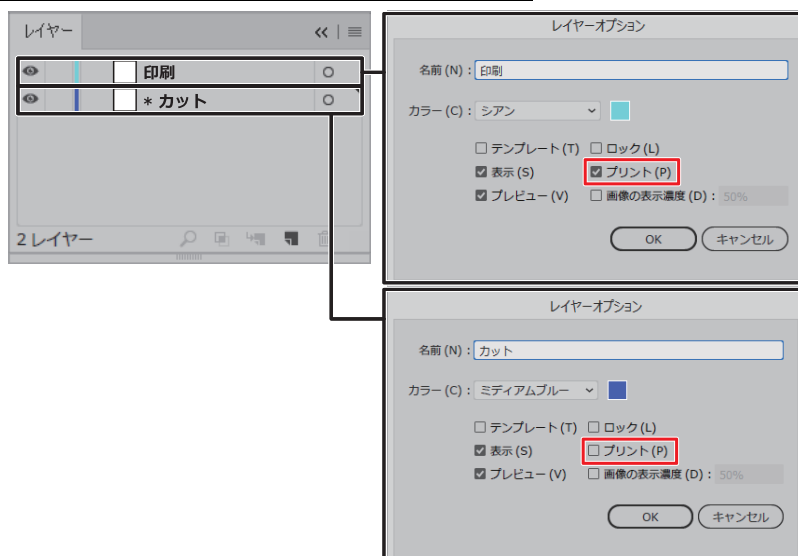 レイヤー
印刷
* カット
2 レイヤー
レイヤーオプション
名前 (N) : 印刷
カラー (C) : シアン
テンプレート (T) ロック (L)
表示 (S) プリント (P)
プレビュー (V) 画像の表示濃度 (D) : 50%
OK キャンセル
レイヤーオプション
名前 (N) : カット
カラー (C) : ミディアムブルー
テンプレート (T) ロック (L)
表示 (S) プリント (P)
プレビュー (V) 画像の表示濃度 (D) : 50%
OK キャンセル